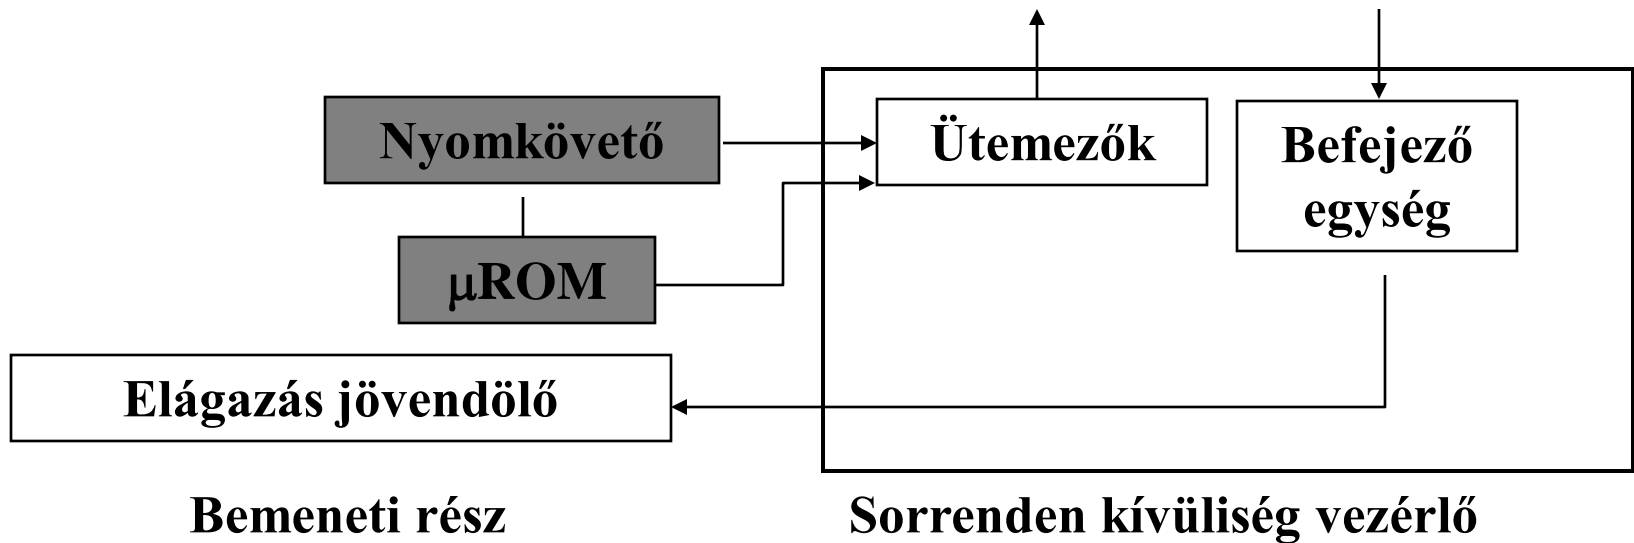 Nyomkövető
Ütemezők
Befejező
egység
μROM
Elágazás jövendölő
Bemeneti rész
Sorrenden kívüliség vezérlő